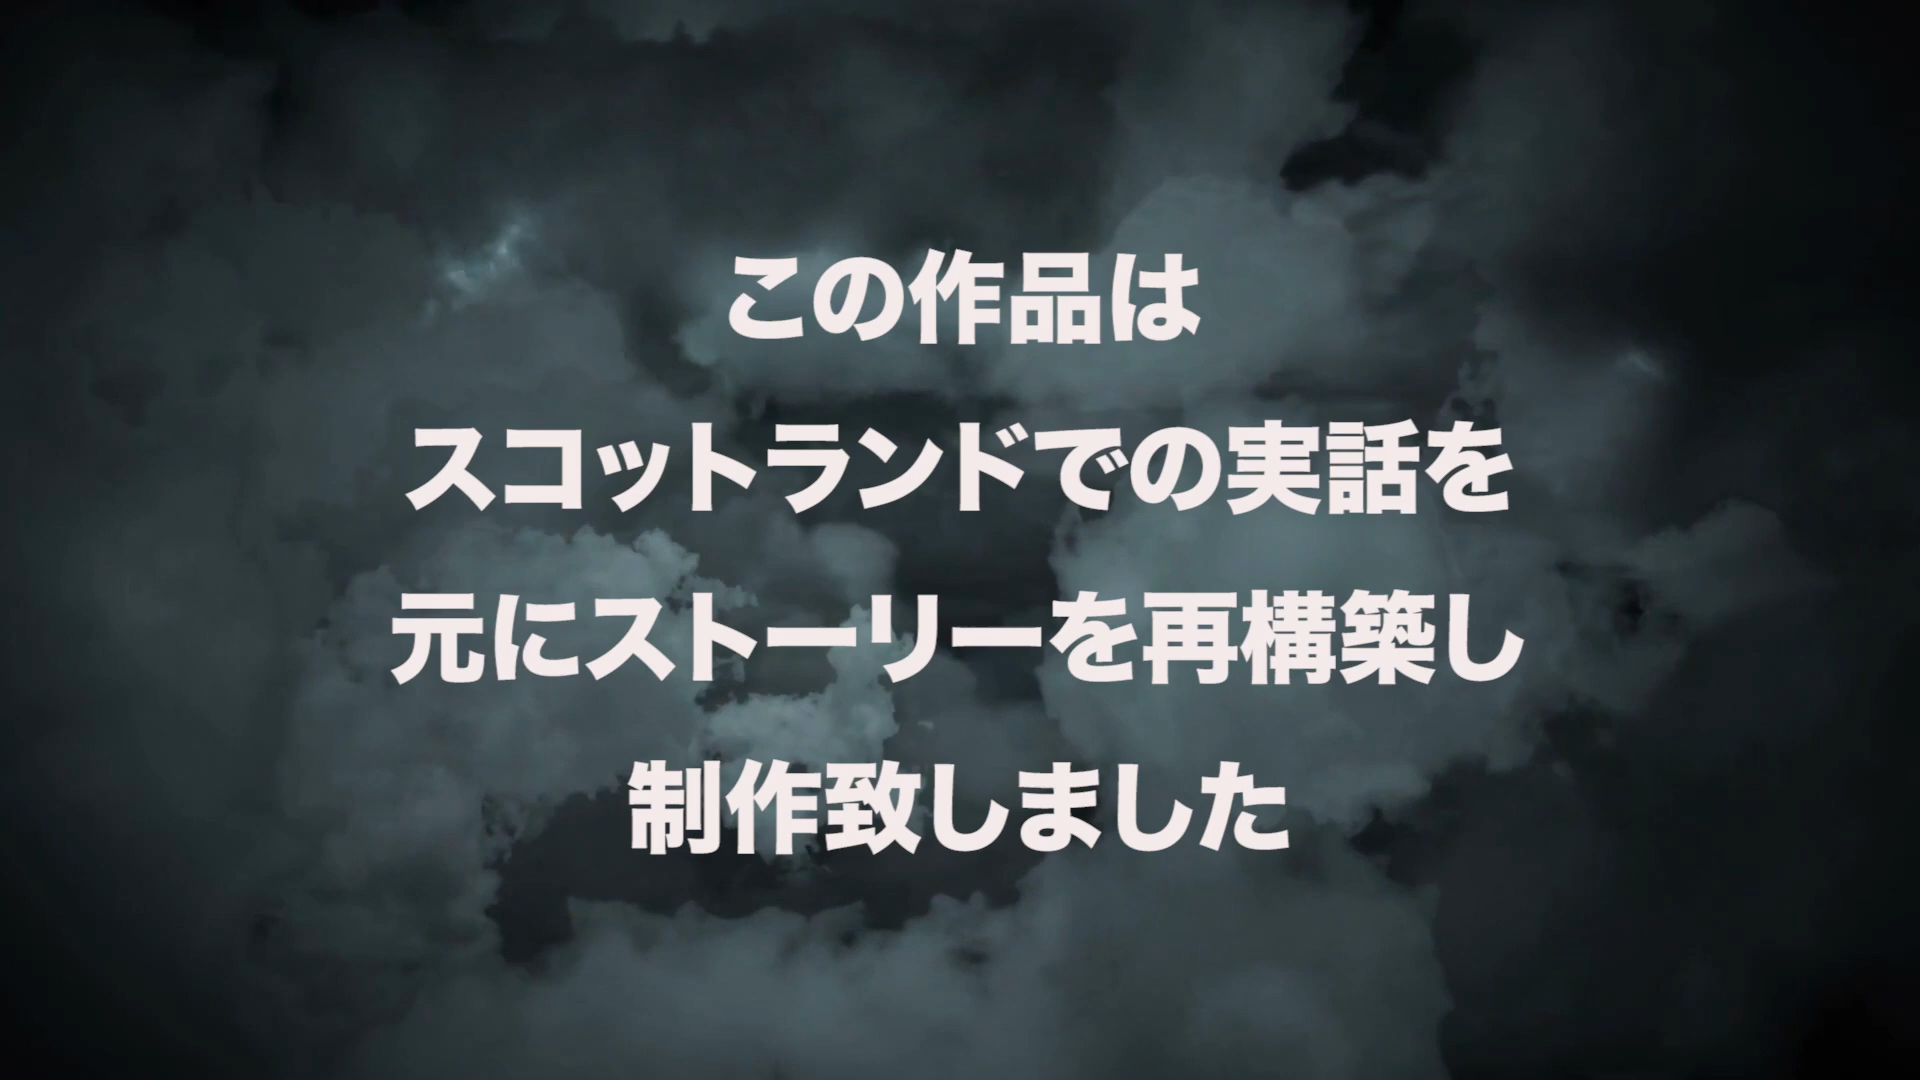 この作品は
スコットランドでの実話を
元にストーリーを再構築し
制作致しました